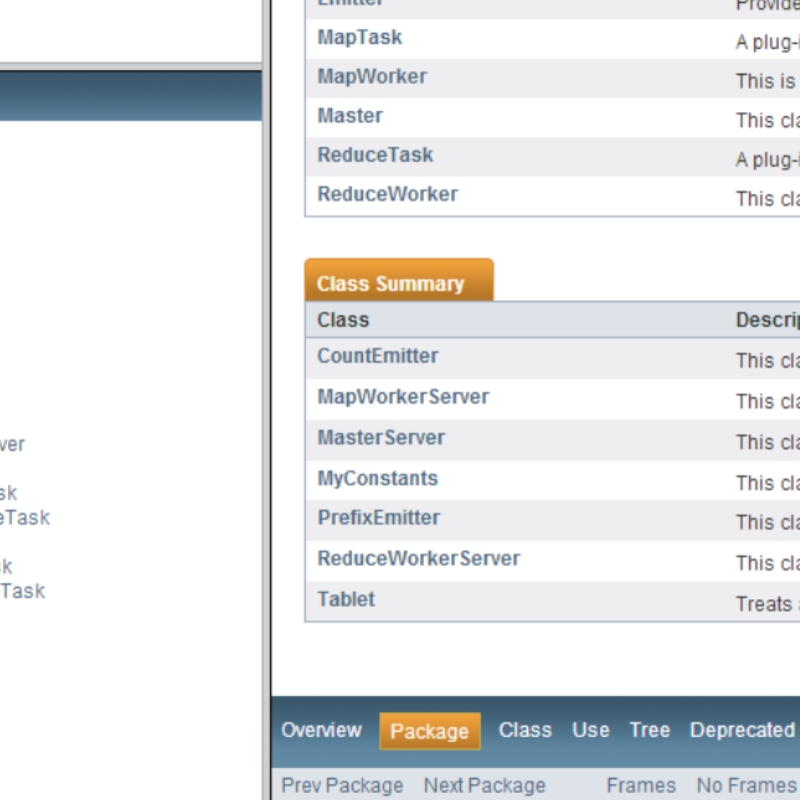 Emitter Provide
MapTask A plug-i
MapWorker This is
Master This cla
ReduceTask A plug-i
ReduceWorker This cla
Class Summary
Class Descrip
CountEmitter This cla
MapWorkerServer This cla
MasterServer This cla
MyConstants This cla
PrefixEmitter This cla
ReduceWorkerServer This cla
Tablet Treats a
ver
sk
eTask
k
Task
Overview Package Class Use Tree Deprecated
Prev Package Next Package Frames No Frames